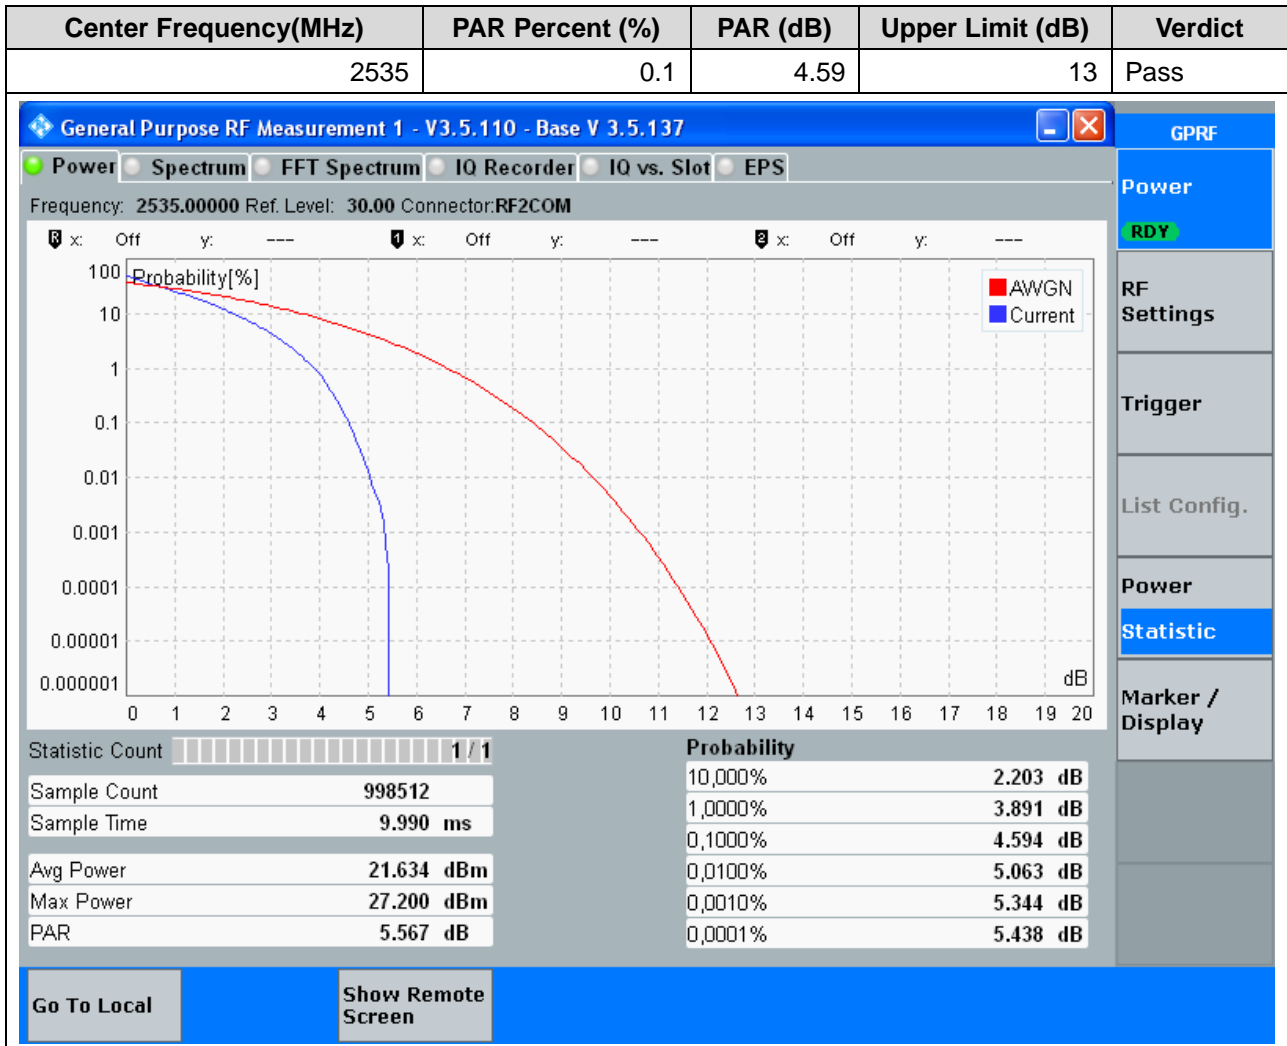 Center Frequency(MHz) PAR Percent (%) PAR (dB) Upper Limit (dB) Verdict
2535 0.1 4.59 13 Pass
General Purpose RF Measurement 1 - V3.5.110 - Base V 3.5.137
GPRF
Power Spectrum FFT Spectrum IQ Recorder IQ vs. Slot EPS
Frequency: 2535.00000 Ref. Level: 30.00 Connector:RF2COM
R x: Off y: --- 1 x: Off y: --- 2 x: Off y: ---
Probability[%]
AWGN
Current
100
10
1
0.1
0.01
0.001
0.0001
0.00001
0.000001
dB
0 1 2 3 4 5 6 7 8 9 10 11 12 13 14 15 16 17 18 19 20
Statistic Count 1 / 1
Sample Count 998512
Sample Time 9.990 ms
Avg Power 21.634 dBm
Max Power 27.200 dBm
PAR 5.567 dB
Probability
10,000% 2.203 dB
1,0000% 3.891 dB
0,1000% 4.594 dB
0,0100% 5.063 dB
0,0010% 5.344 dB
0,0001% 5.438 dB
Power
RDY
RF
Settings
Trigger
List Config.
Power
Statistic
Marker /
Display
Go To Local
Show Remote
Screen